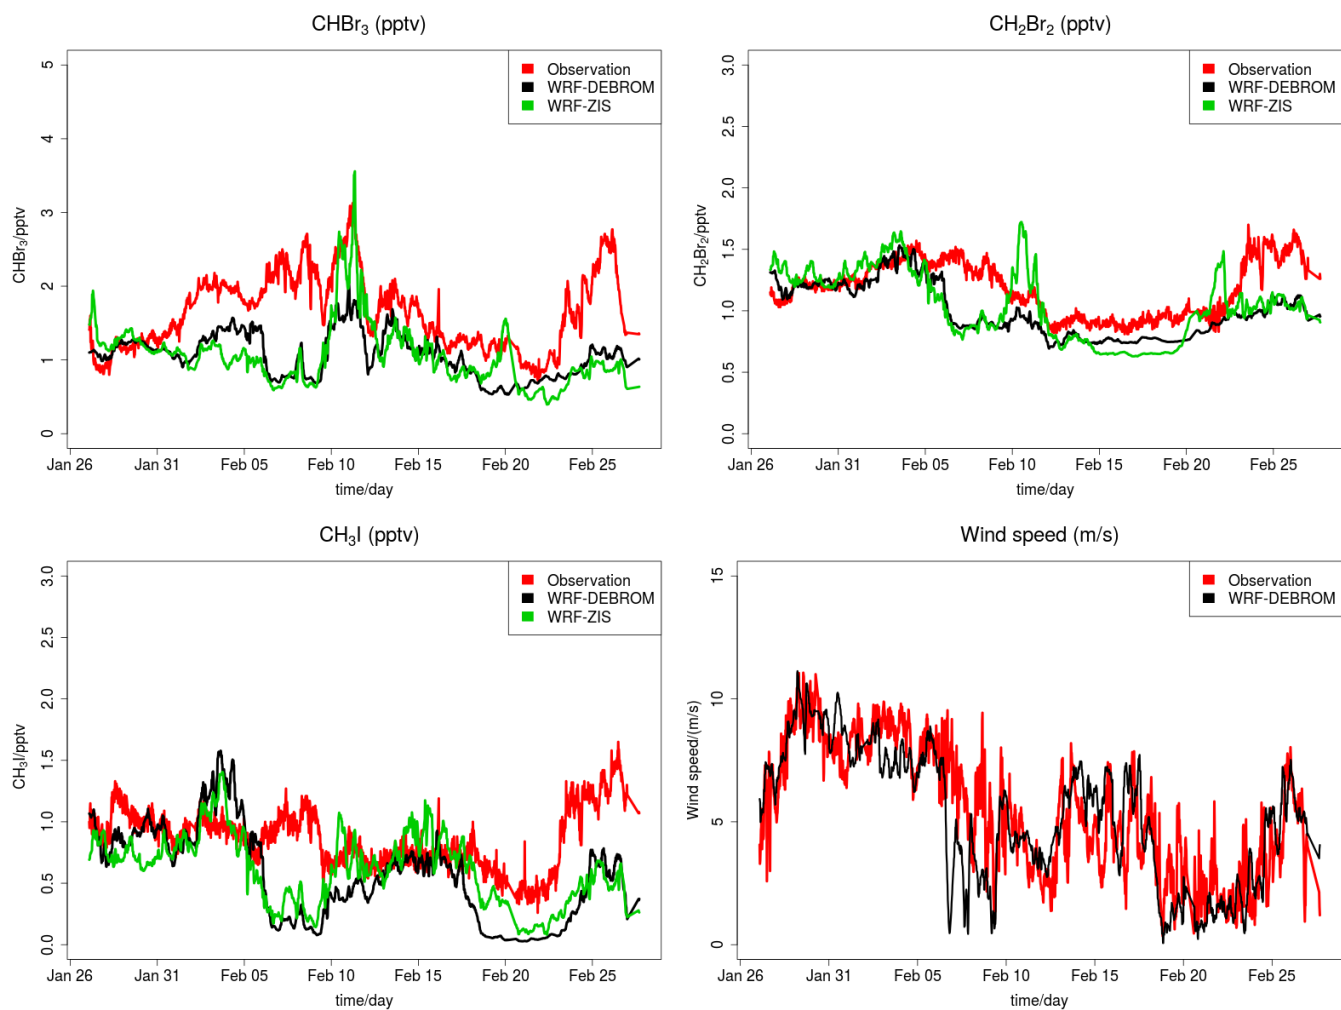 CHBr₃ (pptv)
CHBr₃/pptv
5
4
3
2
1
0
Observation
WRF-DEBROM
WRF-ZIS
Jan 26 Jan 31 Feb 05 Feb 10 Feb 15 Feb 20 Feb 25
time/day
CH₂Br₂ (pptv)
CH₂Br₂/pptv
3.0
2.5
2.0
1.5
1.0
0.5
0.0
Observation
WRF-DEBROM
WRF-ZIS
Jan 26 Jan 31 Feb 05 Feb 10 Feb 15 Feb 20 Feb 25
time/day
CH₃I (pptv)
CH₃I/pptv
3.0
2.5
2.0
1.5
1.0
0.5
0.0
Observation
WRF-DEBROM
WRF-ZIS
Jan 26 Jan 31 Feb 05 Feb 10 Feb 15 Feb 20 Feb 25
time/day
Wind speed (m/s)
Wind speed/(m/s)
15
10
5
0
Observation
WRF-DEBROM
Jan 26 Jan 31 Feb 05 Feb 10 Feb 15 Feb 20 Feb 25
time/day